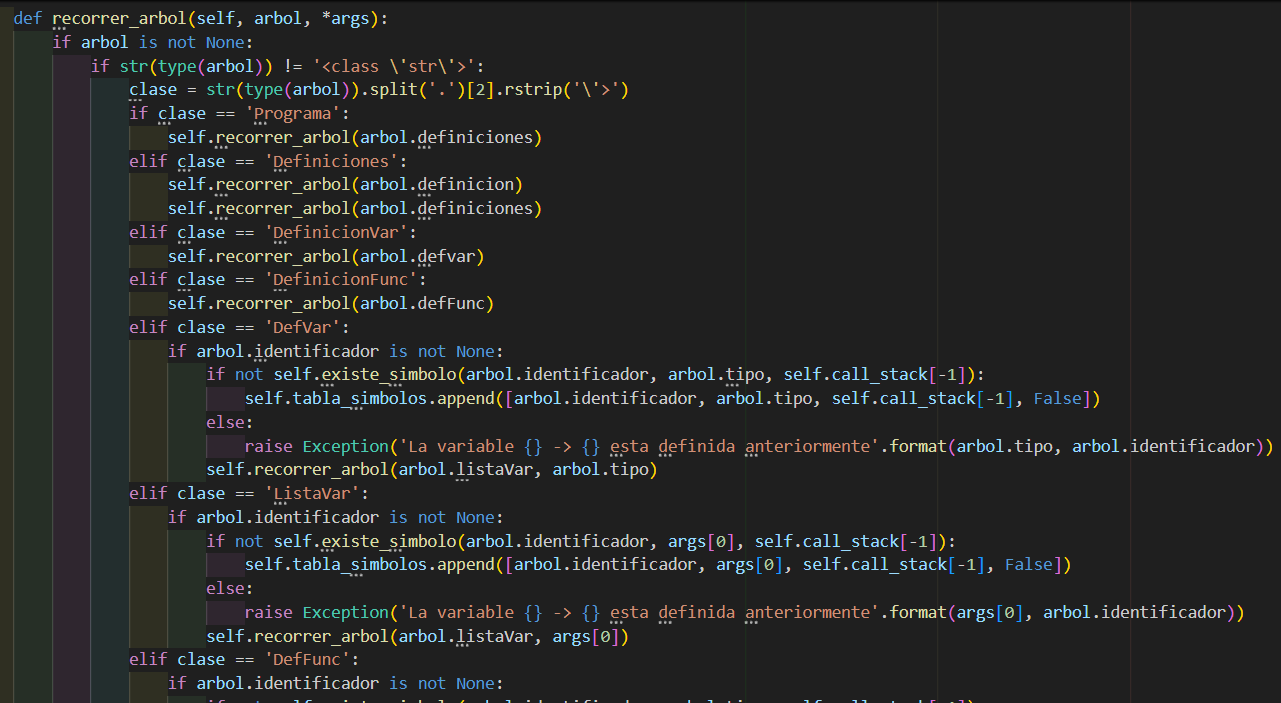 def recorrer_arbol(self, arbol, *args):
    if arbol is not None:
        if str(type(arbol)) != '<class \'str\'>':
            clase = str(type(arbol)).split('.')[2].rstrip('\'>')
            if clase == 'Programa':
                self.recorrer_arbol(arbol.definiciones)
            elif clase == 'Definiciones':
                self.recorrer_arbol(arbol.definicion)
                self.recorrer_arbol(arbol.definiciones)
            elif clase == 'DefinicionVar':
                self.recorrer_arbol(arbol.defvar)
            elif clase == 'DefinicionFunc':
                self.recorrer_arbol(arbol.defFunc)
            elif clase == 'DefVar':
                if arbol.identificador is not None:
                    if not self.existe_simbolo(arbol.identificador, arbol.tipo, self.call_stack[-1]):
                        self.tabla_simbolos.append([arbol.identificador, arbol.tipo, self.call_stack[-1], False])
                    else:
                        raise Exception('La variable {} -> {} esta definida anteriormente'.format(arbol.tipo, arbol.identificador))
                    self.recorrer_arbol(arbol.listaVar, arbol.tipo)
            elif clase == 'ListaVar':
                if arbol.identificador is not None:
                    if not self.existe_simbolo(arbol.identificador, args[0], self.call_stack[-1]):
                        self.tabla_simbolos.append([arbol.identificador, args[0], self.call_stack[-1], False])
                    else:
                        raise Exception('La variable {} -> {} esta definida anteriormente'.format(args[0], arbol.identificador))
                    self.recorrer_arbol(arbol.listaVar, args[0])
            elif clase == 'DefFunc':
                if arbol.identificador is not None: